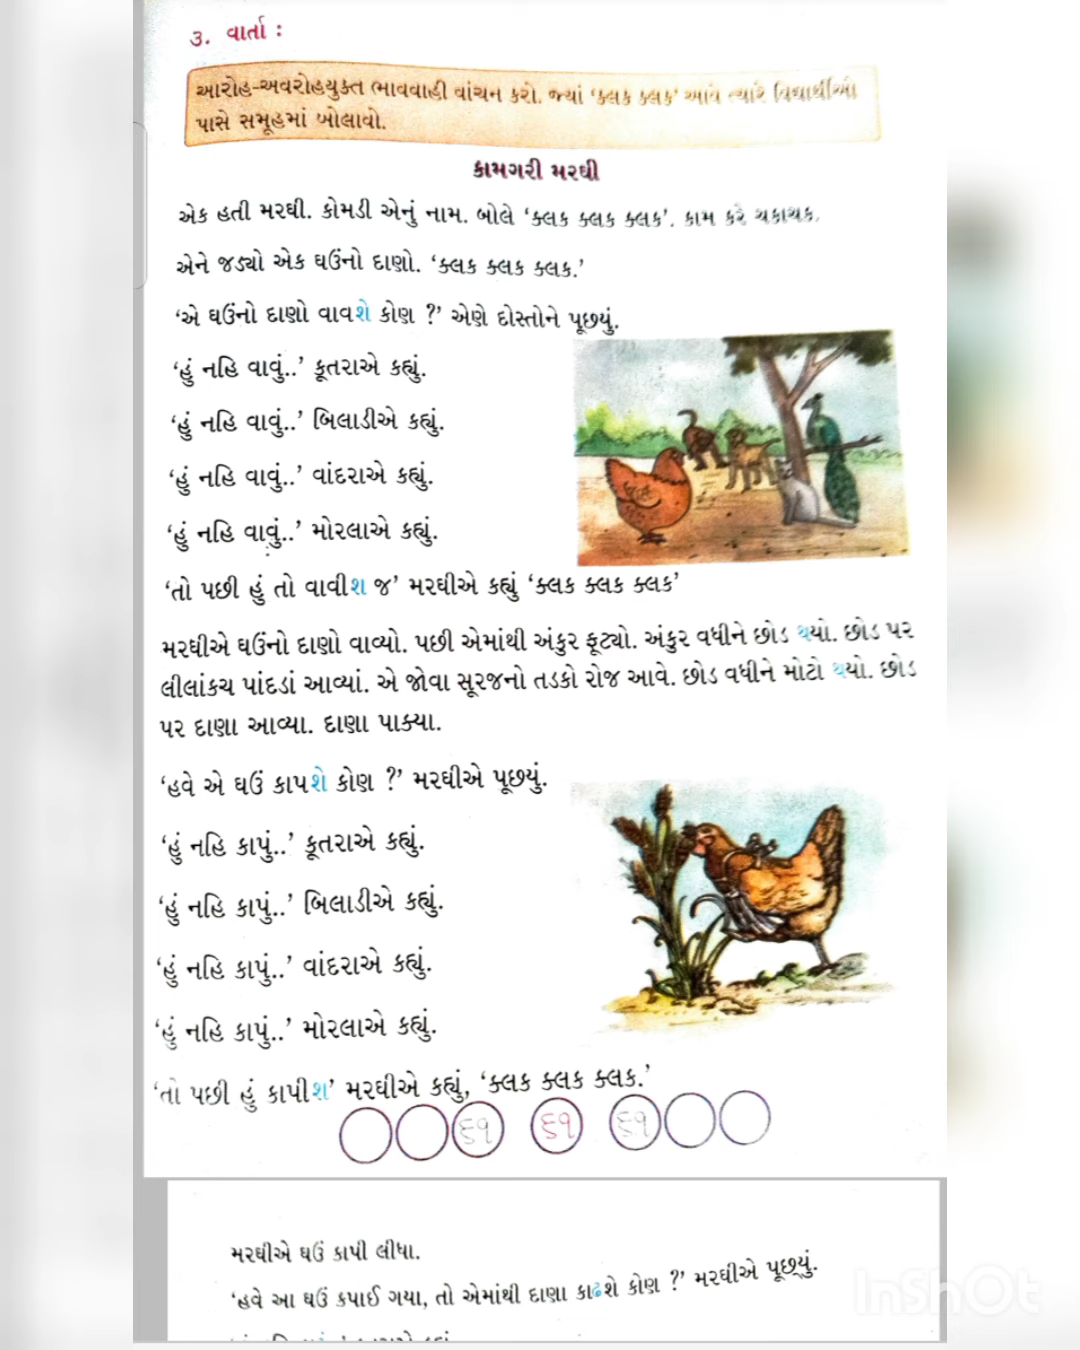 ૩. વાર્તા :
આરોહ-અવરોહયુક્ત ભાવવાહી વાંચન કરો. જ્યાં ‘ક્લક ક્લક’ આવે ત્યારે વિદ્યાર્થીઓ
પાસે સમૂહમાં બોલાવો.
કામગરી મરઘી
એક હતી મરઘી. કોમડી એનું નામ. બોલે ‘ક્લક ક્લક ક્લક’. કામ કરે ચકાચક.
એને જડ્યો એક ઘઉંનો દાણો. ‘ક્લક ક્લક ક્લક.’
‘એ ઘઉંનો દાણો વાવશે કોણ ?’ એણે દોસ્તોને પૂછયું.
‘હું નહિ વાવું..’ કૂતરાએ કહ્યું.
‘હું નહિ વાવું..’ બિલાડીએ કહ્યું.
‘હું નહિ વાવું..’ વાંદરાએ કહ્યું.
‘હું નહિ વાવું..’ મોરલાએ કહ્યું.
‘તો પછી હું તો વાવીશ જ’ મરઘીએ કહ્યું ‘ક્લક ક્લક ક્લક’
મરઘીએ ઘઉંનો દાણો વાવ્યો. પછી એમાંથી અંકુર ફૂટ્યો. અંકુર વધીને છોડ થયો. છોડ પર
લીલાંકચ પાંદડાં આવ્યાં. એ જોવા સૂરજનો તડકો રોજ આવે. છોડ વધીને મોટો થયો. છોડ
પર દાણા આવ્યા. દાણા પાક્યા.
‘હવે એ ઘઉં કાપશે કોણ ?’ મરઘીએ પૂછયું.
‘હું નહિ કાપું..’ કૂતરાએ કહ્યું.
‘હું નહિ કાપું..’ બિલાડીએ કહ્યું.
‘હું નહિ કાપું..’ વાંદરાએ કહ્યું.
‘હું નહિ કાપું..’ મોરલાએ કહ્યું.
‘તો પછી હું કાપીશ’ મરઘીએ કહ્યું, ‘ક્લક ક્લક ક્લક.’
૬૧ ૬૧ ૬૧
મરઘીએ ઘઉં કાપી લીધા.
‘હવે આ ઘઉં કપાઈ ગયા, તો એમાંથી દાણા કાઢશે કોણ ?’ મરઘીએ પૂછ્યું.
InShOt